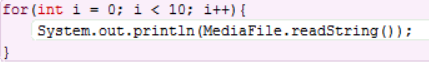 for(int i = 0; i < 10; i++){
System.out.println(MediaFile.readString());
}